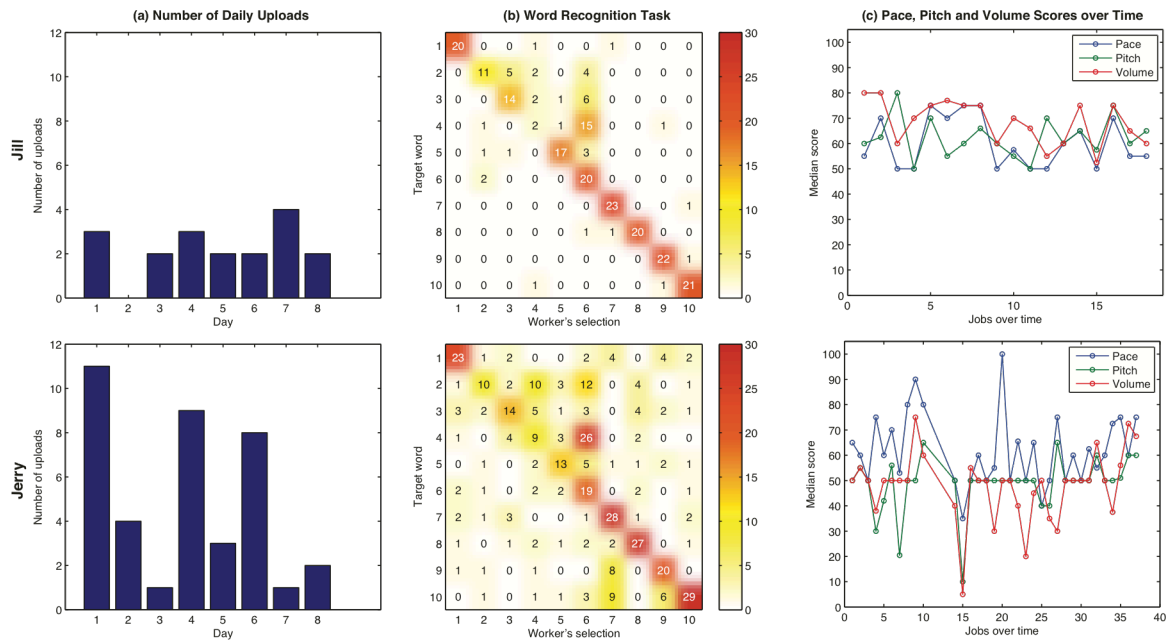 (a) Number of Daily Uploads
(b) Word Recognition Task
(c) Pace, Pitch and Volume Scores over Time
Jill
Number of uploads
12
10
8
6
4
2
0
1 2 3 4 5 6 7 8
Day
Target word
1 20 0 0 1 0 0 1 0 0 0
2 0 11 5 2 0 4 0 0 0 0
3 0 0 14 2 1 6 0 0 0 0
4 0 1 0 2 1 15 0 0 1 0
5 0 1 1 0 17 3 0 0 0 0
6 0 2 0 0 0 20 0 0 0 0
7 0 0 0 0 0 0 23 0 0 1
8 0 0 0 0 0 1 1 20 0 0
9 0 0 0 0 0 0 0 0 22 0
10 0 0 0 1 0 0 0 0 1 21
1 2 3 4 5 6 7 8 9 10
Worker's selection
30
25
20
15
10
5
0
Median score
100
90
80
70
60
50
40
30
20
10
0
Pace
Pitch
Volume
0 5 10 15
Jobs over time
Jerry
Number of uploads
12
10
8
6
4
2
0
1 2 3 4 5 6 7 8
Day
Target word
1 23 1 2 0 0 2 4 0 4 2
2 1 10 2 10 3 12 0 4 0 1
3 3 2 14 5 1 3 0 4 2 1
4 1 0 4 9 3 26 0 0 2 0
5 0 1 0 2 13 5 1 1 2 1
6 2 1 0 2 2 19 2 1 0 1
7 2 1 3 0 0 1 28 1 0 2
8 1 0 1 2 1 2 2 27 0 1
9 1 1 0 1 0 0 8 0 20 0
10 0 2 0 1 1 3 9 0 6 29
1 2 3 4 5 6 7 8 9 10
Worker's selection
30
25
20
15
10
5
0
Median score
100
90
80
70
60
50
40
30
20
10
0
Pace
Pitch
Volume
0 5 10 15 20 25 30 35 40
Jobs over time